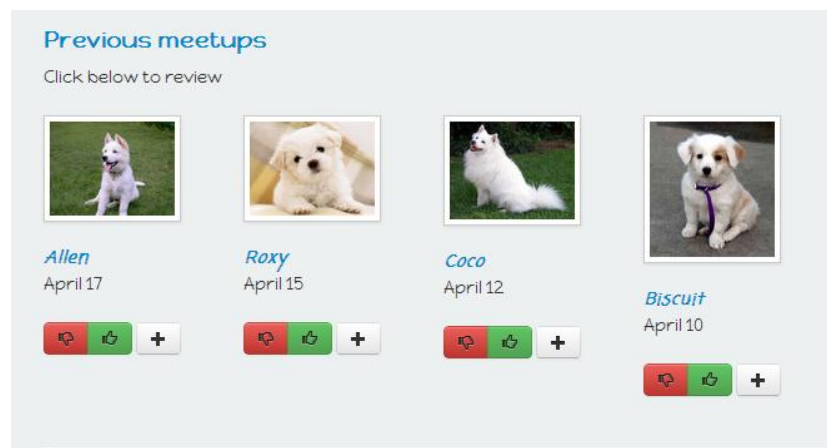 Previous meetups
Click below to review
Allen
April 17
Roxy
April 15
Coco
April 12
Biscuit
April 10